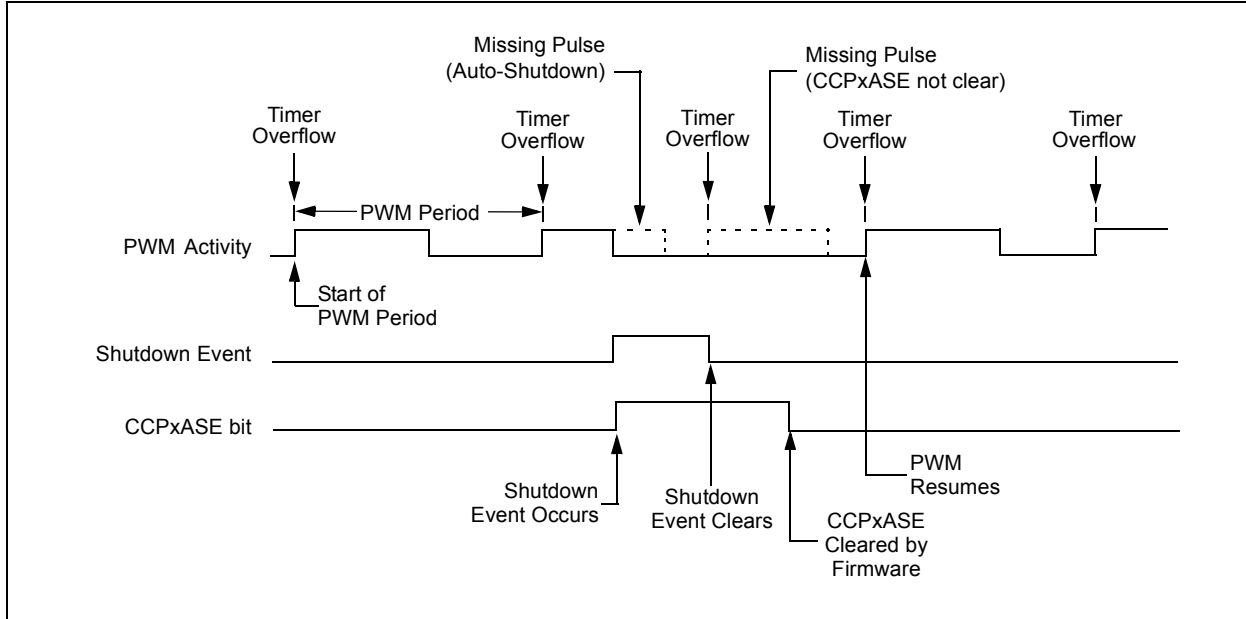 Missing Pulse
(Auto-Shutdown)
Missing Pulse
(CCPxASE not clear)
Timer
Overflow
Timer
Overflow
Timer
Overflow
Timer
Overflow
Timer
Overflow
PWM Period
PWM Activity
Start of
PWM Period
Shutdown Event
CCPxASE bit
Shutdown
Event Occurs
Shutdown
Event Clears
CCPxASE
Cleared by
Firmware
PWM
Resumes